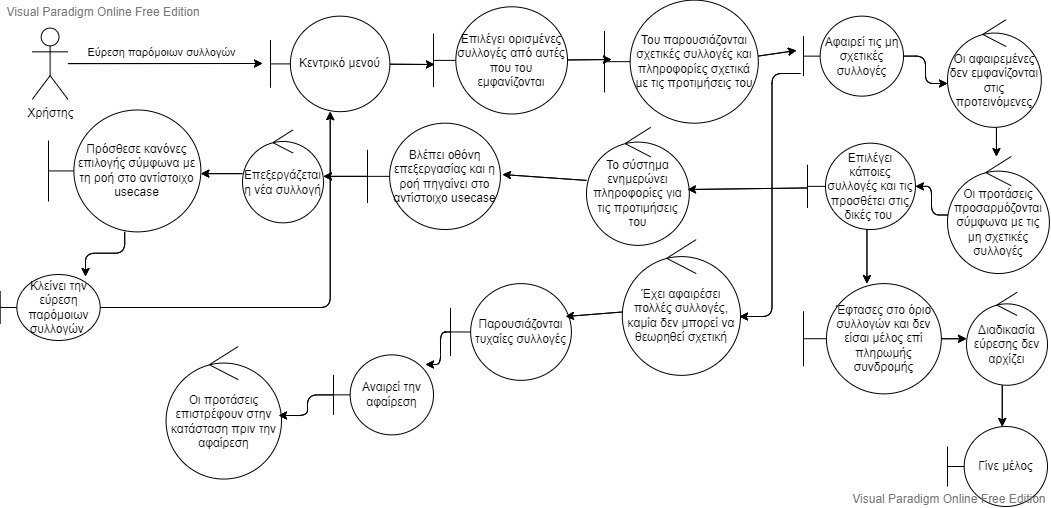 Visual Paradigm Online Free Edition
Εύρεση παρόμοιων συλλογών
Χρήστης
Κεντρικό μενού
Επιλέγει ορισμένες
συλλογές από αυτές
που του
εμφανίζονται
Του παρουσιάζονται
σχετικές συλλογές και
πληροφορίες σχετικά
με τις προτιμήσεις του
Αφαιρεί τις μη
σχετικές
συλλογές
Οι αφαιρεμένες
δεν εμφανίζονται
στις
προτεινόμενες
Πρόσθεσε κανόνες
επιλογής σύμφωνα με
τη ροή στο αντίστοιχο
usecase
Επεξεργάζεται
η νέα συλλογή
Βλέπει οθόνη
επεξεργασίας και η
ροή πηγαίνει στο
αντίστοιχο usecase
Το σύστημα
ενημερώνει
πληροφορίες για
τις προτιμήσεις
του
Επιλέγει
κάποιες
συλλογές και τις
προσθέτει στις
δικές του
Οι προτάσεις
προσαρμόζονται
σύμφωνα με τις
μη σχετικές
συλλογές
Κλείνει την
εύρεση
παρόμοιων
συλλογών
Παρουσιάζονται
τυχαίες συλλογές
Έχει αφαιρέσει
πολλές συλλογές,
καμία δεν μπορεί να
θεωρηθεί σχετική
Έφτασες στο όριο
συλλογών και δεν
είσαι μέλος επί
πληρωμής
συνδρομής
Διαδικασία
εύρεσης δεν
αρχίζει
Οι προτάσεις
επιστρέφουν στην
κατάσταση πριν την
αφαίρεση
Αναιρεί την
αφαίρεση
Γίνε μέλος
Visual Paradigm Online Free Edition